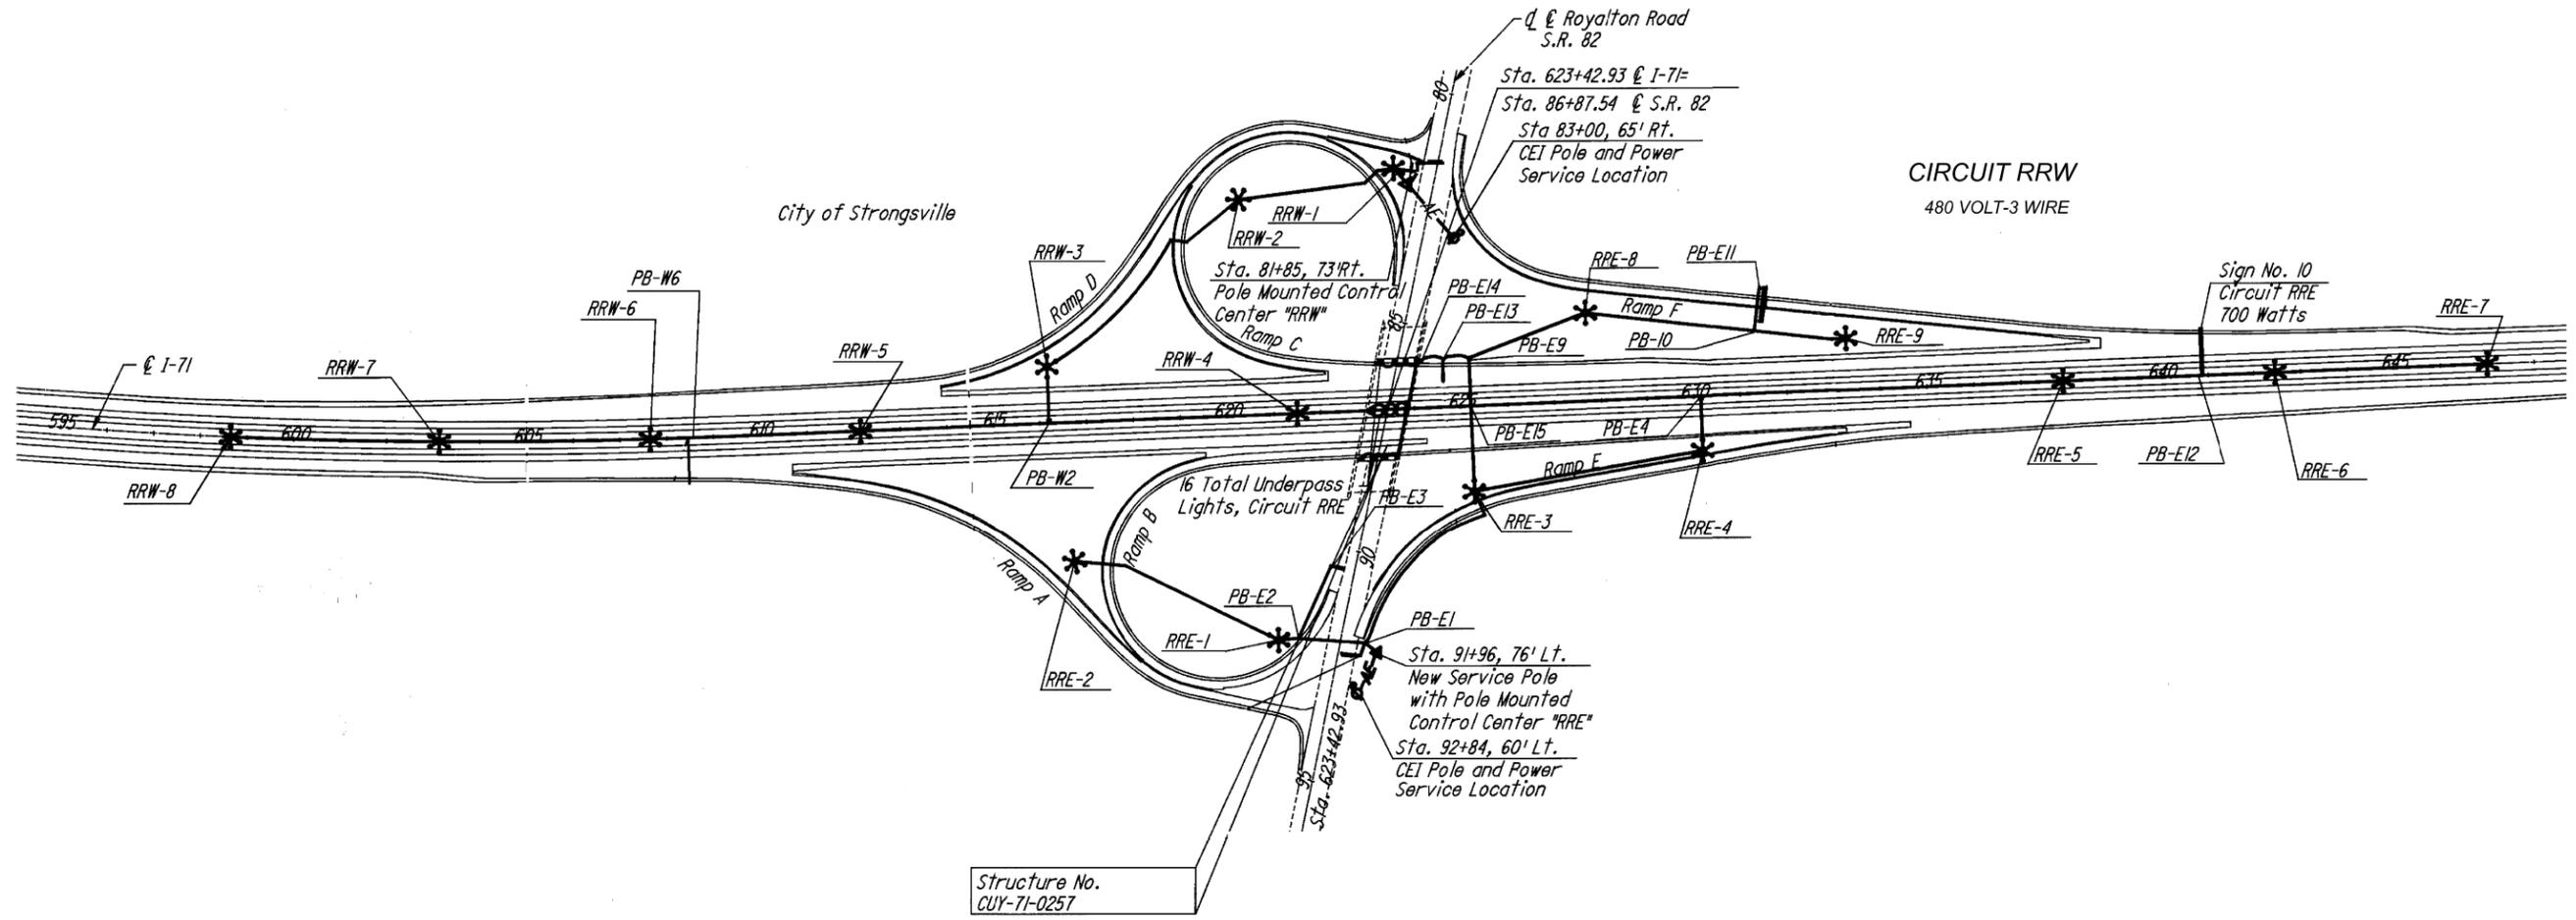 ₵ ₵ Royalton Road
S.R. 82
Sta. 623+42.93 ₵ I-71=
Sta. 86+87.54 ₵ S.R. 82
Sta 83+00, 65' Rt.
CEI Pole and Power
Service Location
CIRCUIT RRW
480 VOLT-3 WIRE
City of Strongsville
80
AE
RRW-1
RRW-2
RRW-3
Sta. 81+85, 73'Rt.
Pole Mounted Control
Center "RRW"
85
PB-W6
RRW-6
Ramp D
Ramp C
RRE-8
PB-E11
PB-E14
PB-E13
Ramp F
PB-E9
PB-10
RRE-9
Sign No. 10
Circuit RRE
700 Watts
RRE-7
₵ I-71
RRW-7
RRW-5
RRW-4
595
600
605
610
615
620
625
630
635
640
645
RRW-8
PB-W2
PB-E15
PB-E4
RRE-5
PB-E12
RRE-6
16 Total Underpass
Lights, Circuit RRE
PB-E3
Ramp E
RRE-3
RRE-4
Ramp B
Ramp A
90
PB-E2
PB-E1
RRE-1
RRE-2
Sta. 91+96, 76' Lt.
New Service Pole
with Pole Mounted
Control Center "RRE"
AE
Sta. 92+84, 60' Lt.
CEI Pole and Power
Service Location
95
Sta. 623+42.93
Structure No.
CUY-71-0257